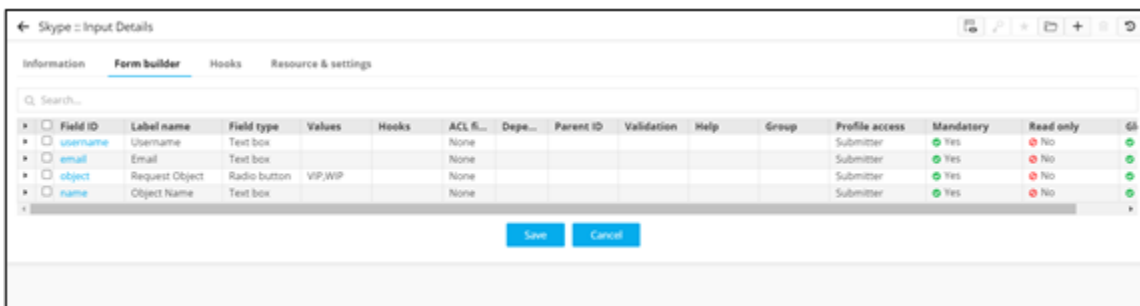 Skype :: Input Details
Information Form builder Hooks Resource & settings
Search...
Field ID Label name Field type Values Hooks ACL fi... Depe... Parent ID Validation Help Group Profile access Mandatory Read only Gl
username Username Text box None Submitter Yes No
email Email Text box None Submitter Yes No
object Request Object Radio button VIP,WIP None Submitter Yes No
name Object Name Text box None Submitter Yes No
Save Cancel